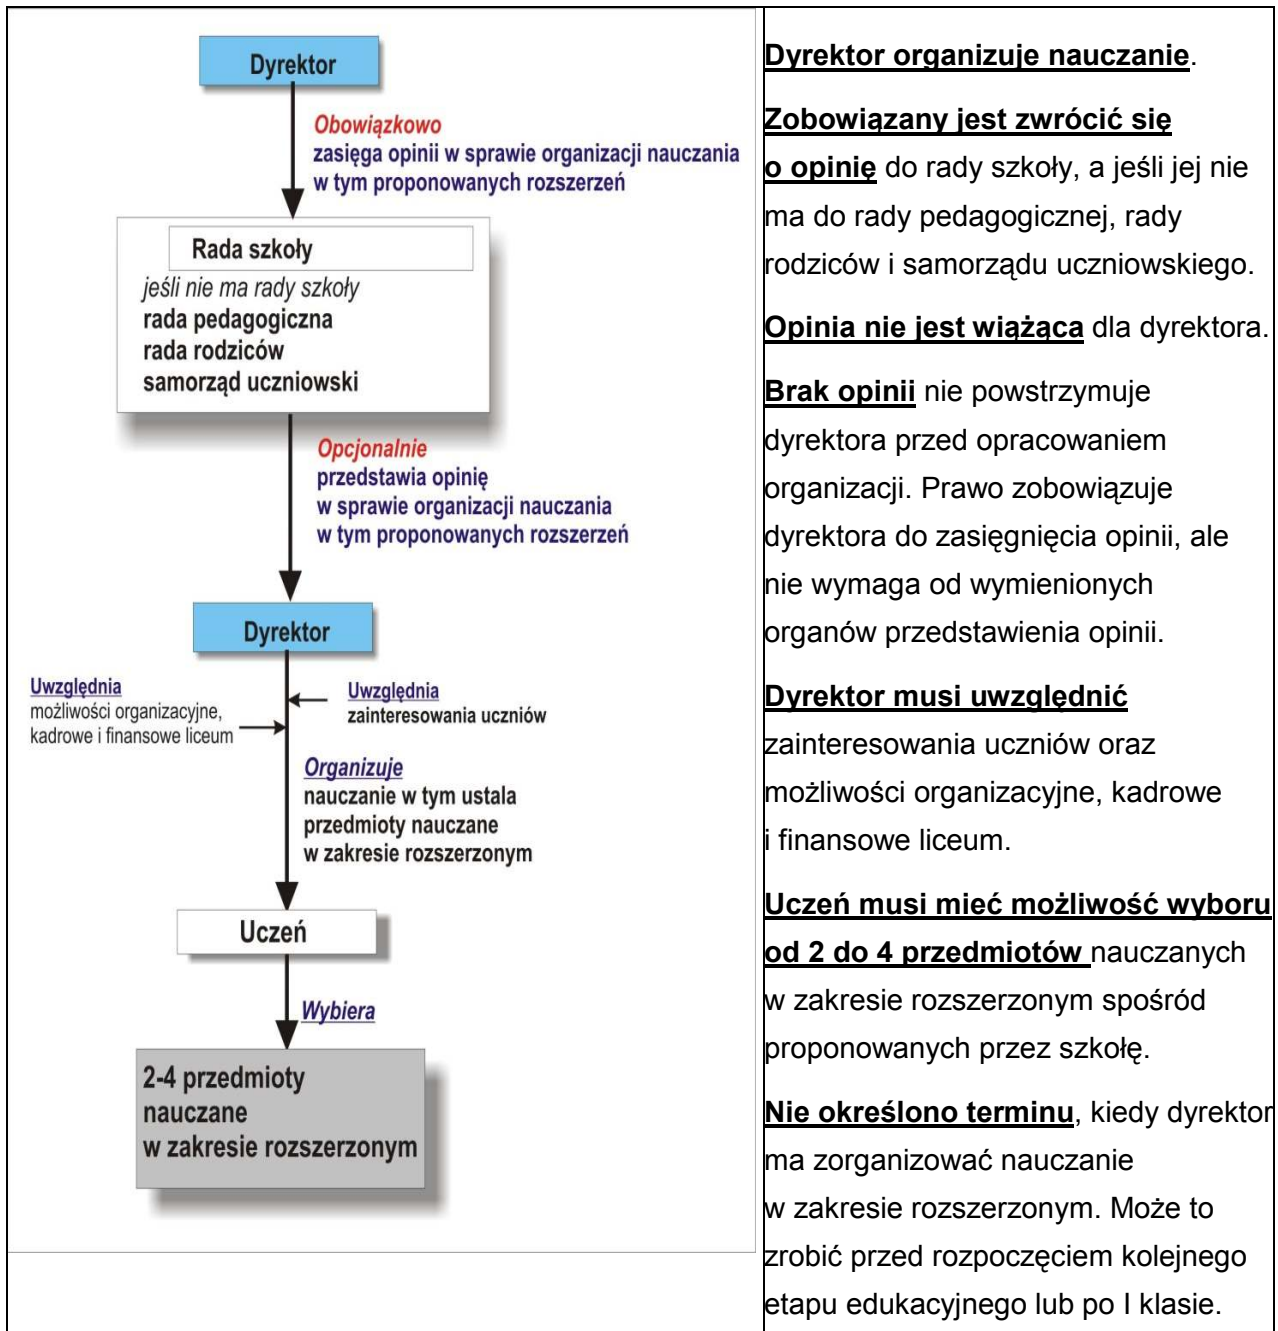 Dyrektor
Obowiązkowo
zasięga opinii w sprawie organizacji nauczania
w tym proponowanych rozszerzeń
Rada szkoły
jeśli nie ma rady szkoły
rada pedagogiczna
rada rodziców
samorząd uczniowski
Opcjonalnie
przedstawia opinię
w sprawie organizacji nauczania
w tym proponowanych rozszerzeń
Dyrektor
Uwzględnia
możliwości organizacyjne,
kadrowe i finansowe liceum
Uwzględnia
zainteresowania uczniów
Organizuje
nauczanie w tym ustala
przedmioty nauczane
w zakresie rozszerzonym
Uczeń
Wybiera
2-4 przedmioty
nauczane
w zakresie rozszerzonym
Dyrektor organizuje nauczanie.
Zobowiązany jest zwrócić się
o opinię do rady szkoły, a jeśli jej nie
ma do rady pedagogicznej, rady
rodziców i samorządu uczniowskiego.
Opinia nie jest wiążąca dla dyrektora.
Brak opinii nie powstrzymuje
dyrektora przed opracowaniem
organizacji. Prawo zobowiązuje
dyrektora do zasięgnięcia opinii, ale
nie wymaga od wymienionych
organów przedstawienia opinii.
Dyrektor musi uwzględnić
zainteresowania uczniów oraz
możliwości organizacyjne, kadrowe
i finansowe liceum.
Uczeń musi mieć możliwość wyboru
od 2 do 4 przedmiotów nauczanych
w zakresie rozszerzonym spośród
proponowanych przez szkołę.
Nie określono terminu, kiedy dyrektor
ma zorganizować nauczanie
w zakresie rozszerzonym. Może to
zrobić przed rozpoczęciem kolejnego
etapu edukacyjnego lub po I klasie.